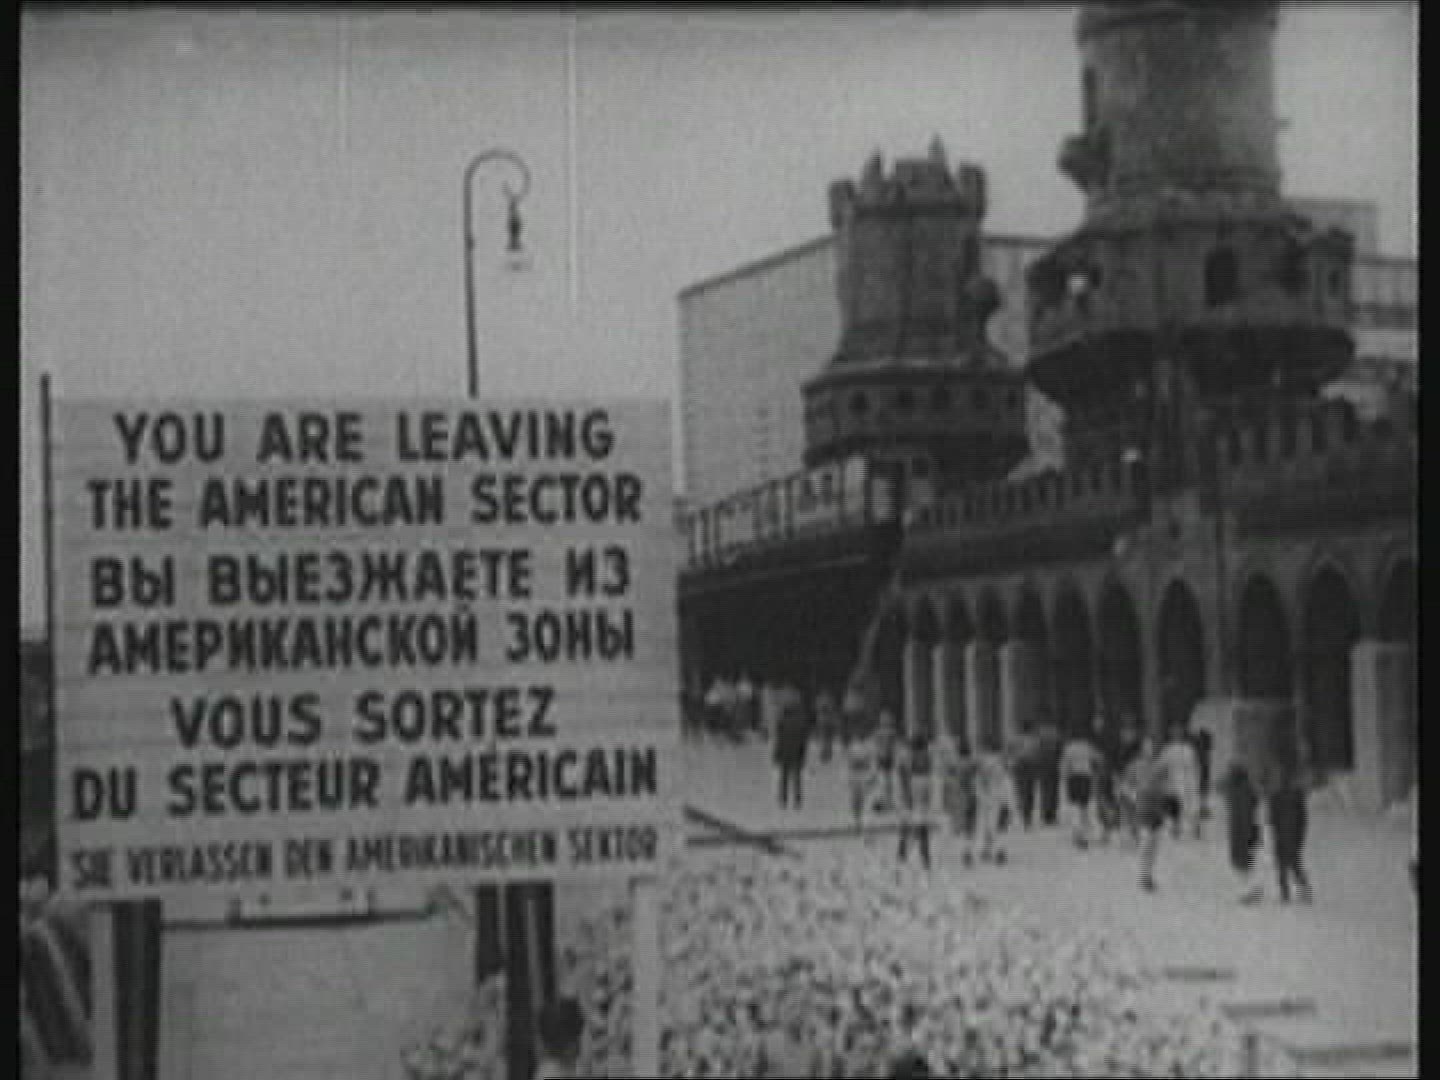 YOU ARE LEAVING
THE AMERICAN SECTOR
ВЫ ВЫЕЗЖАЕТЕ ИЗ
АМЕРИКАНСКОЙ ЗОНЫ
VOUS SORTEZ
DU SECTEUR AMÉRICAIN
SIE VERLASSEN DEN AMERIKANISCHEN SEKTOR